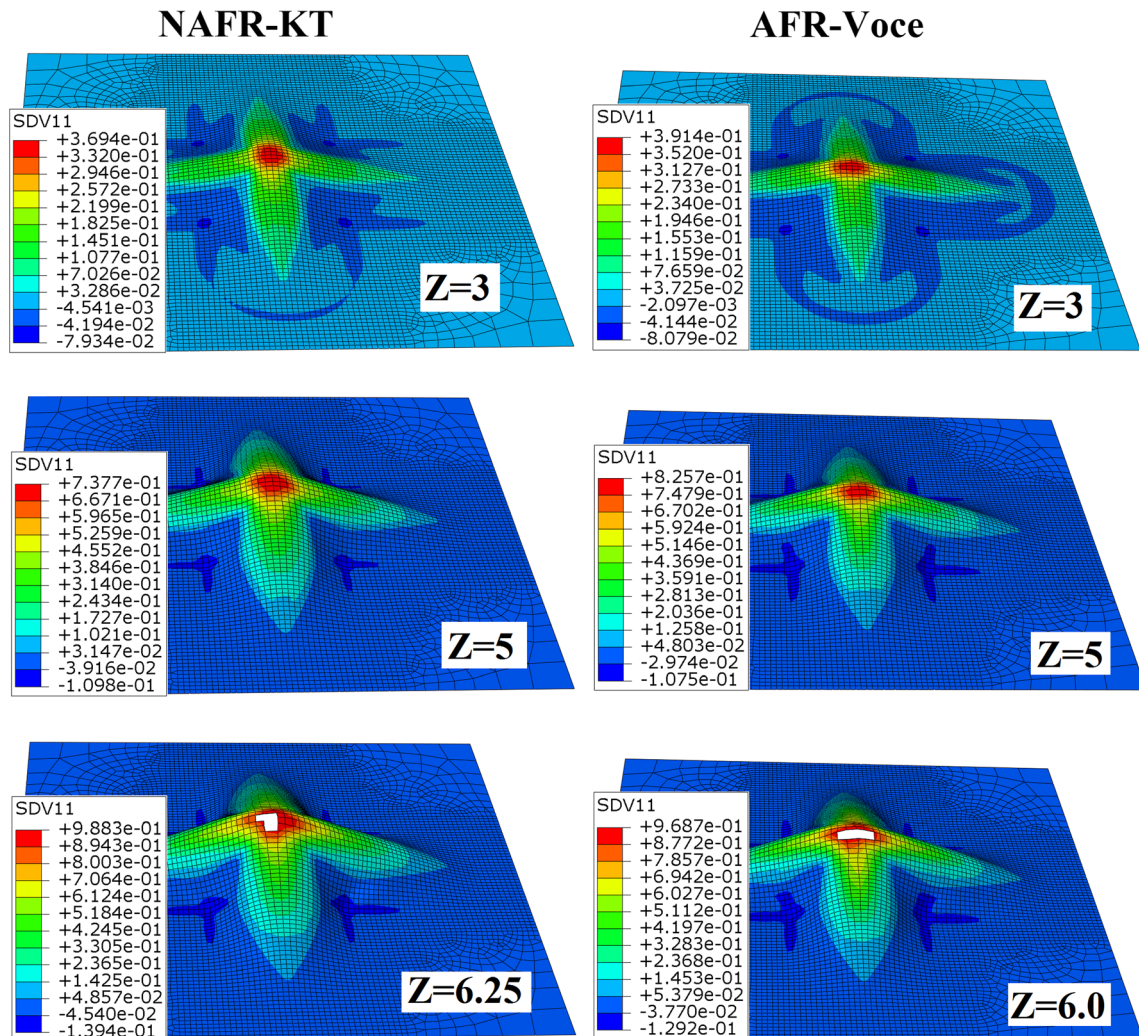 NAFR-KT
AFR-Voce
SDV11
+3.694e-01
+3.320e-01
+2.946e-01
+2.572e-01
+2.199e-01
+1.825e-01
+1.451e-01
+1.077e-01
+7.026e-02
+3.286e-02
-4.541e-03
-4.194e-02
-7.934e-02
Z=3
SDV11
+3.914e-01
+3.520e-01
+3.127e-01
+2.733e-01
+2.340e-01
+1.946e-01
+1.553e-01
+1.159e-01
+7.659e-02
+3.725e-02
-2.097e-03
-4.144e-02
-8.079e-02
Z=3
SDV11
+7.377e-01
+6.671e-01
+5.965e-01
+5.259e-01
+4.552e-01
+3.846e-01
+3.140e-01
+2.434e-01
+1.727e-01
+1.021e-01
+3.147e-02
-3.916e-02
-1.098e-01
Z=5
SDV11
+8.257e-01
+7.479e-01
+6.702e-01
+5.924e-01
+5.146e-01
+4.369e-01
+3.591e-01
+2.813e-01
+2.036e-01
+1.258e-01
+4.803e-02
-2.974e-02
-1.075e-01
Z=5
SDV11
+9.883e-01
+8.943e-01
+8.003e-01
+7.064e-01
+6.124e-01
+5.184e-01
+4.245e-01
+3.305e-01
+2.365e-01
+1.425e-01
+4.857e-02
-4.540e-02
-1.394e-01
Z=6.25
SDV11
+9.687e-01
+8.772e-01
+7.857e-01
+6.942e-01
+6.027e-01
+5.112e-01
+4.197e-01
+3.283e-01
+2.368e-01
+1.453e-01
+5.379e-02
-3.770e-02
-1.292e-01
Z=6.0